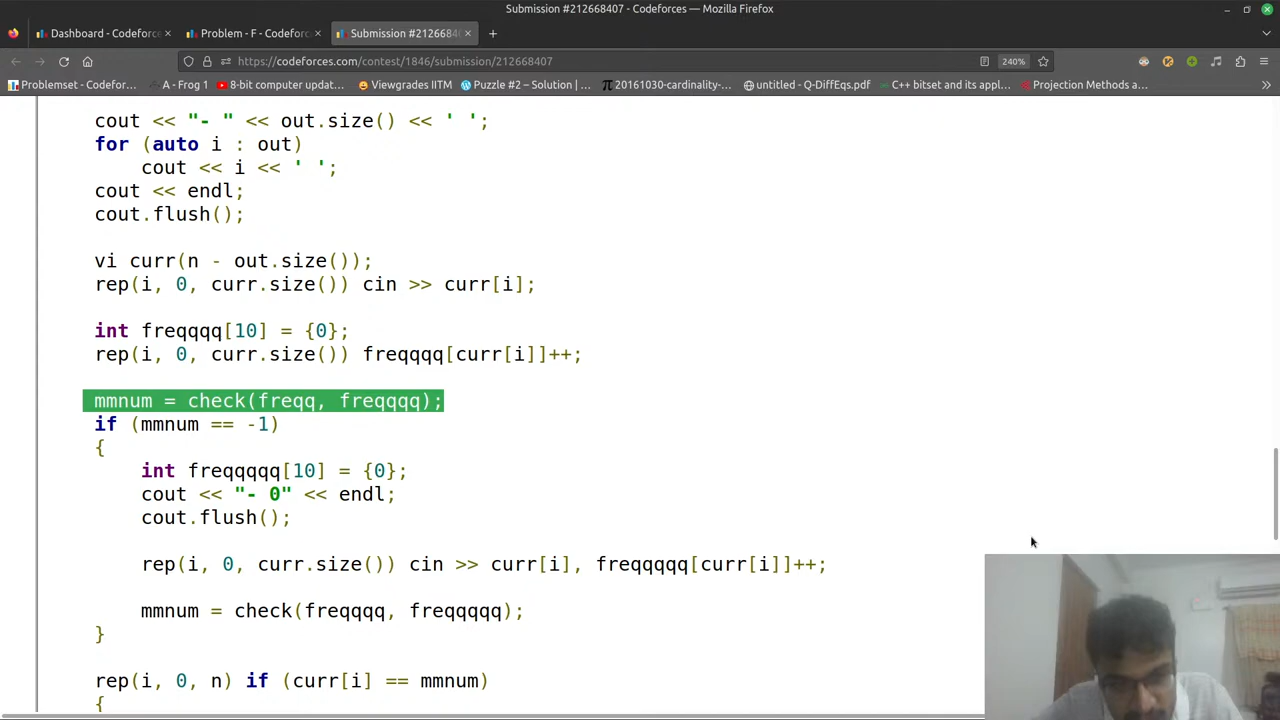 Submission #212668407 - Codeforces — Mozilla Firefox
Dashboard - Codeforce
Problem - F - Codeforc
Submission #2126684
https://codeforces.com/contest/1846/submission/212668407
240%
Problemset - Codefor...
A - Frog 1
8-bit computer updat...
Viewgrades IITM
Puzzle #2 – Solution | ...
20161030-cardinality-...
untitled - Q-DiffEqs.pdf
C++ bitset and its appl...
Projection Methods a...
cout << "- " << out.size() << ' ';
for (auto i : out)
cout << i << ' ';
cout << endl;
cout.flush();
vi curr(n - out.size());
rep(i, 0, curr.size()) cin >> curr[i];
int freqqqq[10] = {0};
rep(i, 0, curr.size()) freqqqq[curr[i]]++;
mmnum = check(freqq, freqqqq);
if (mmnum == -1)
{
int freqqqqq[10] = {0};
cout << "- 0" << endl;
cout.flush();
rep(i, 0, curr.size()) cin >> curr[i], freqqqqq[curr[i]]++;
mmnum = check(freqqqq, freqqqqq);
}
rep(i, 0, n) if (curr[i] == mmnum)
{